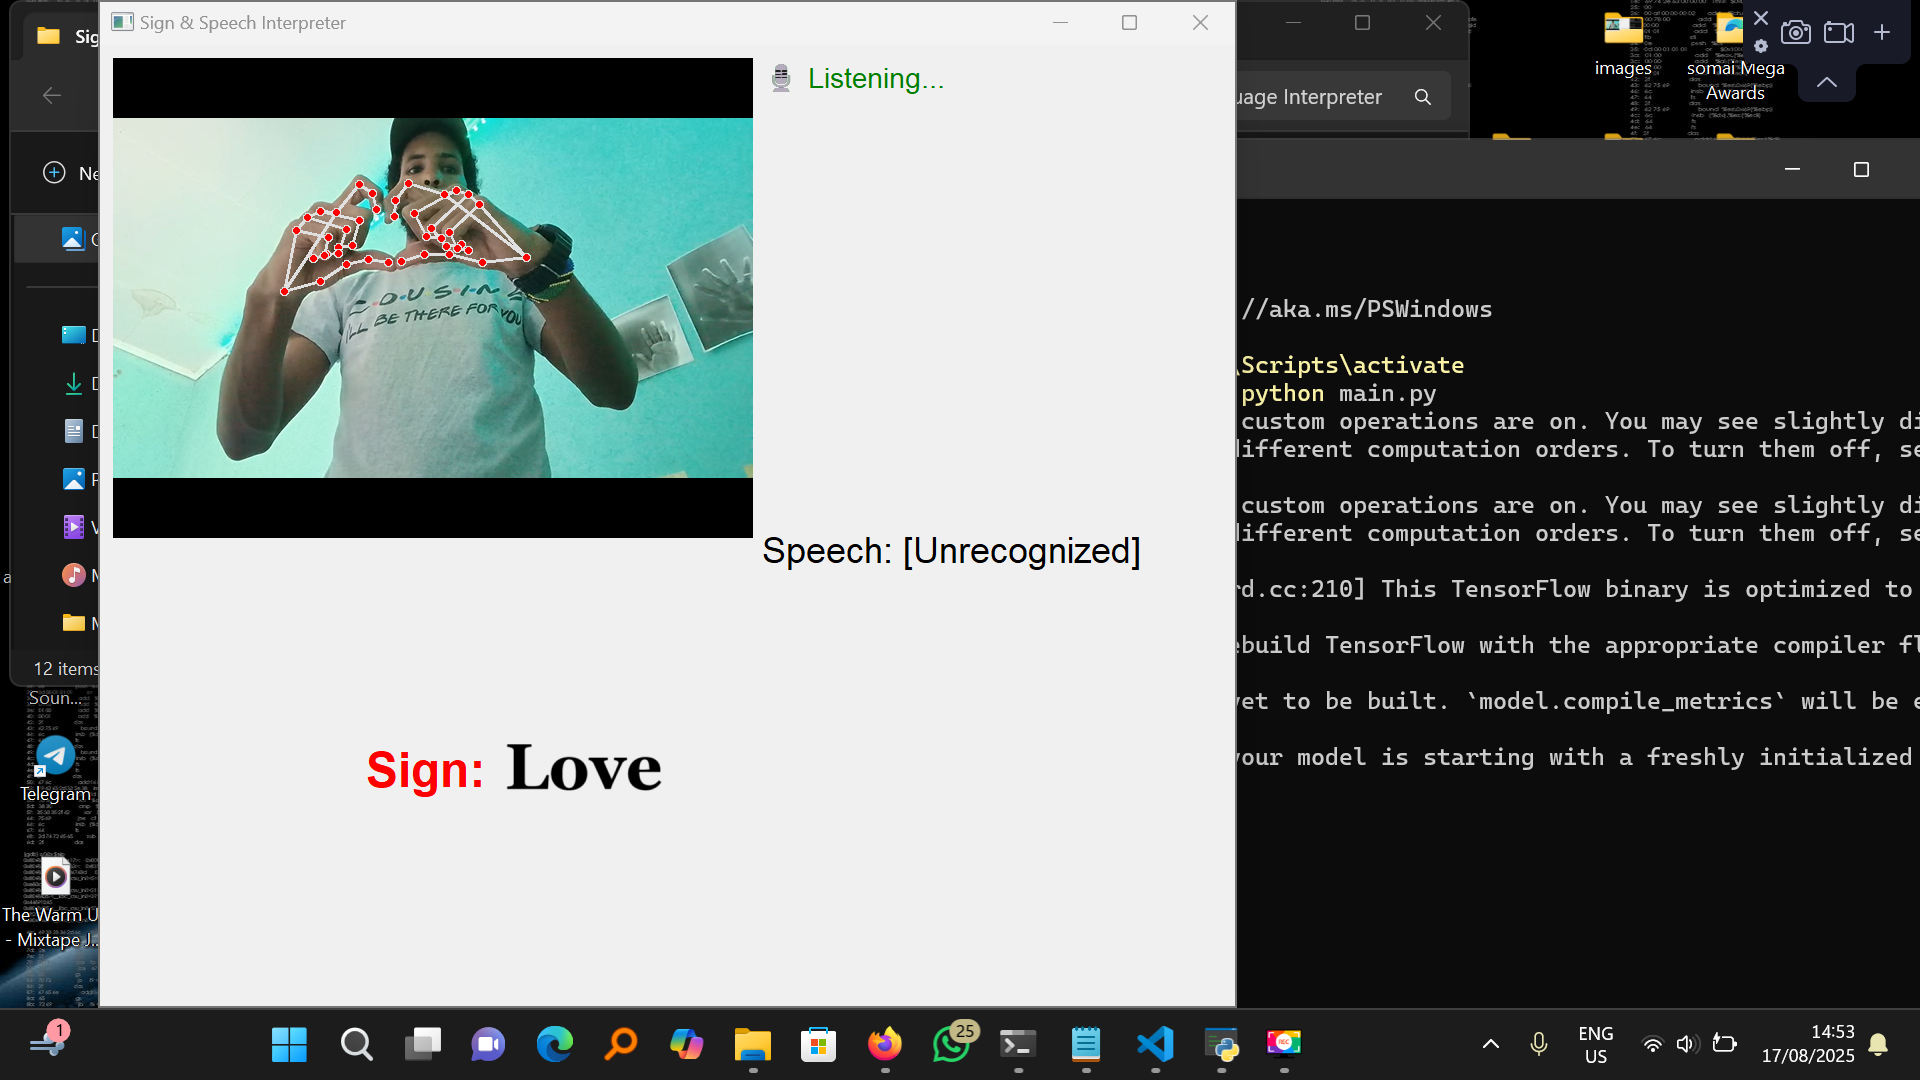 Sign & Speech Interpreter
Listening...
Speech: [Unrecognized]
Sign: Love
I'LL BE THERE FOR YOU
Sig
Ne
12 items
Soun...
Telegram
The Warm U
- Mixtape J...
uage Interpreter
images
somai Mega
Awards
//aka.ms/PSWindows
\Scripts\activate
python main.py
custom operations are on. You may see slightly di
ifferent computation orders. To turn them off, se
custom operations are on. You may see slightly di
ifferent computation orders. To turn them off, se
rd.cc:210] This TensorFlow binary is optimized to
ebuild TensorFlow with the appropriate compiler fl
yet to be built. `model.compile_metrics` will be e
your model is starting with a freshly initialized
1
25
REC
ENG
US
14:53
17/08/2025